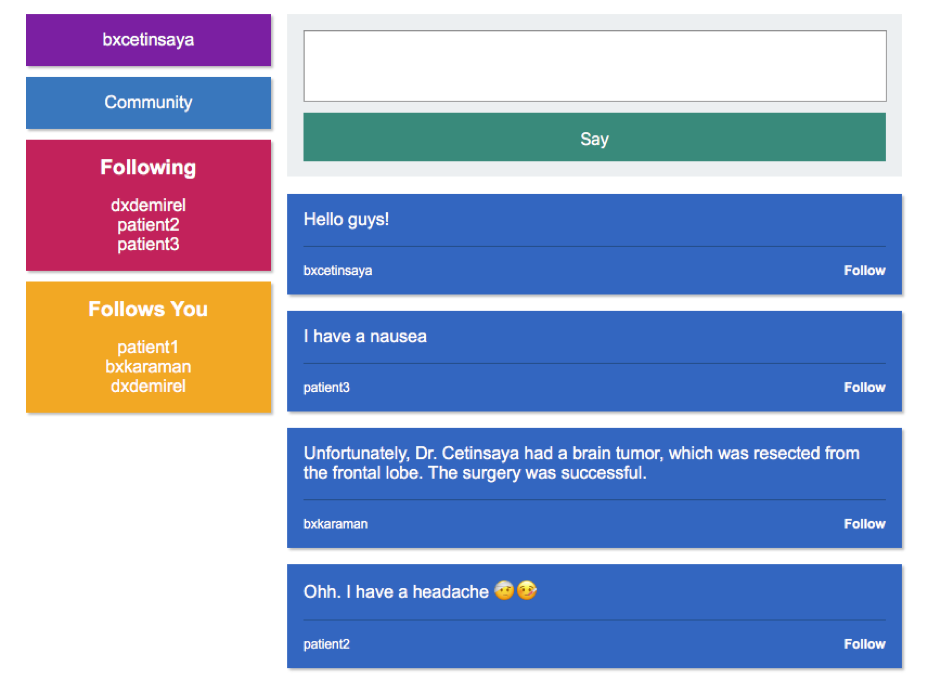 bxcetinsaya
Community
Following
dxdemirel
patient2
patient3
Follows You
patient1
bxkaraman
dxdemirel
Say
Hello guys!
bxcetinsaya Follow
I have a nausea
patient3 Follow
Unfortunately, Dr. Cetinsaya had a brain tumor, which was resected from
the frontal lobe. The surgery was successful.
bxkaraman Follow
Ohh. I have a headache 🤕🤒
patient2 Follow